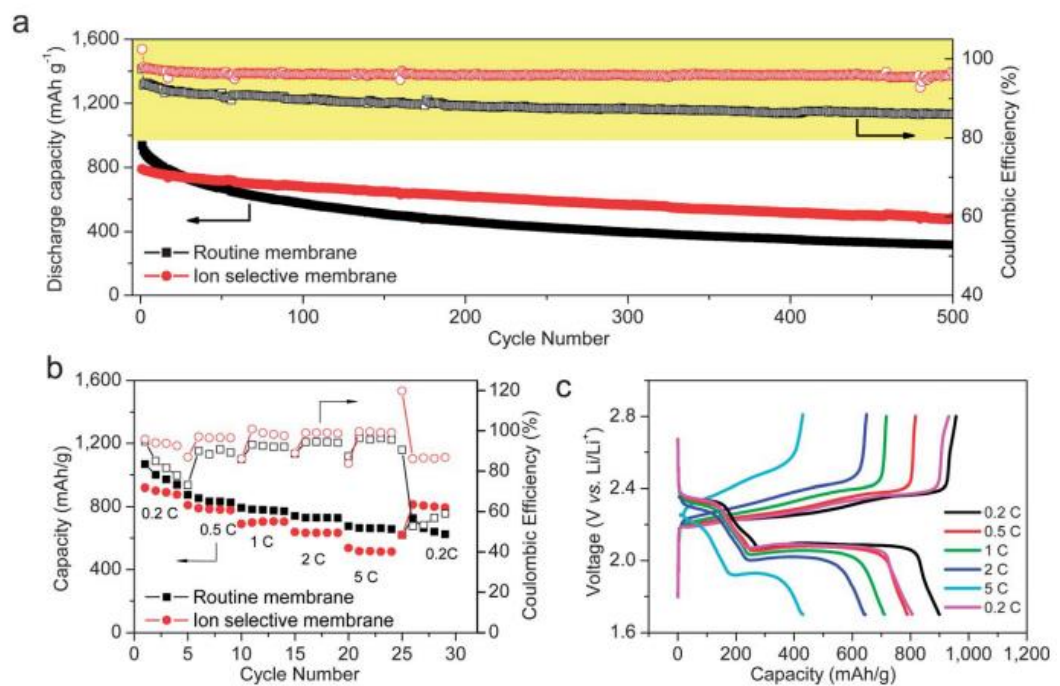 a
1,600
1,200
800
400
0
Discharge capacity (mAh g⁻¹)
100
80
60
40
Coulombic Efficiency (%)
Routine membrane
Ion selective membrane
0 100 200 300 400 500
Cycle Number
b
1,600
1,200
800
400
0
Capacity (mAh/g)
120
100
80
60
40
20
0
Coulombic Efficiency (%)
0.2 C
0.5 C
1 C
2 C
5 C
0.2C
Routine membrane
Ion selective membrane
0 5 10 15 20 25 30
Cycle Number
c
2.8
2.4
2.0
1.6
Voltage (V vs. Li/Li⁺)
0.2 C
0.5 C
1 C
2 C
5 C
0.2 C
0 200 400 600 800 1,000 1,200
Capacity (mAh/g)